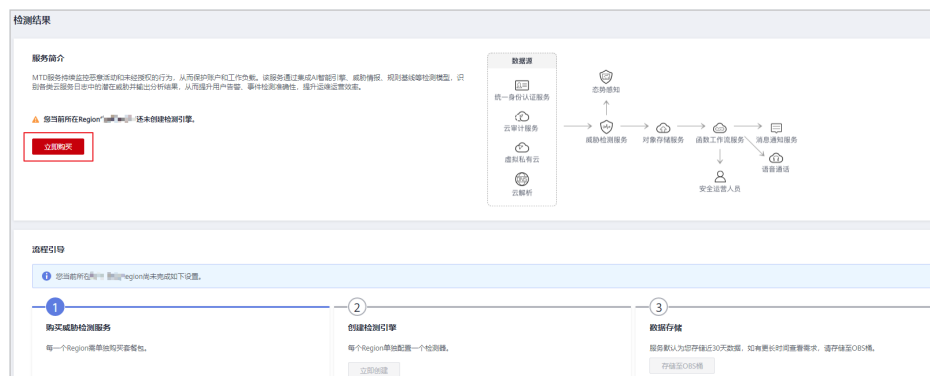 检测结果
服务简介
MTD服务持续监控恶意活动和未经授权的行为，从而保护账户和工作负载。该服务通过集成AI智能引擎、威胁情报、规则基线等检测模型，识
别各类云服务日志中的潜在威胁并输出分析结果，从而提升用户告警、事件检测准确性，提升运维运营效率。
您当前所在Region“还未创建检测引擎。
立即购买
数据源
统一身份认证服务
云审计服务
虚拟私有云
云解析
态势感知
威胁检测服务
对象存储服务
函数工作流服务
消息通知服务
语音通话
安全运营人员
流程引导
您当前所在egion尚未完成如下设置。
1
购买威胁检测服务
每一个Region需单独购买套餐包。
2
创建检测引擎
每个Region单独配置一个检测器。
立即创建
3
数据存储
服务默认为您存储近30天数据，如有更长时间查看需求，请存储至OBS桶。
存储至OBS桶